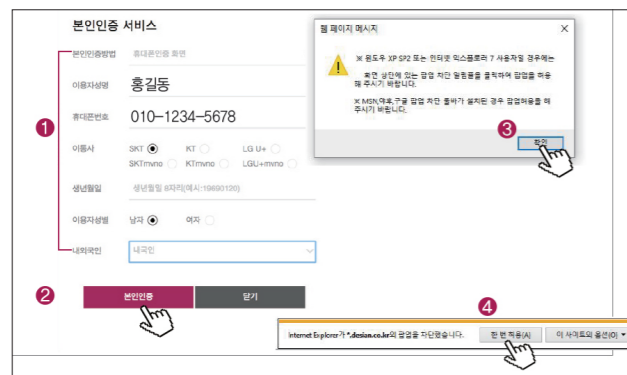 본인인증 서비스
본인인증방법 휴대폰인증 화면
이용자성명 홍길동
휴대폰번호 010-1234-5678
이통사 SKT KT LG U+
SKTmvno KTmvno LGU+mvno
생년월일 생년월일 8자리(예시:19690120)
이용자성별 남자 여자
내외국인 내국인
본인인증 닫기
1
2
웹 페이지 메시지
※ 윈도우 XP SP2 또는 인터넷 익스플로러 7 사용자일 경우에는
화면 상단에 있는 팝업 차단 알림줄을 클릭하여 팝업을 허용
해 주시기 바랍니다.
※ MSN,야후,구글 팝업 차단 툴바가 설치된 경우 팝업허용을 해
주시기 바랍니다.
3
확인
4
Internet Explorer가 *.desian.co.kr의 팝업을 차단했습니다. 한 번 허용(A) 이 사이트의 옵션(O)